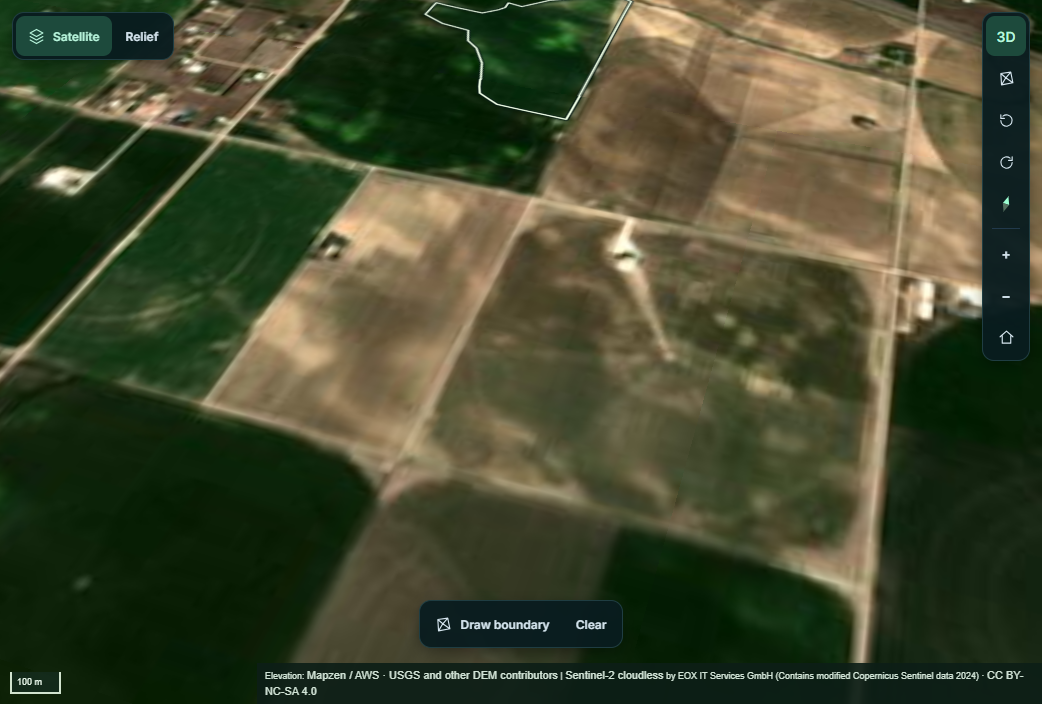 Satellite
Relief
3D
Draw boundary
Clear
100 m
Elevation: Mapzen / AWS · USGS and other DEM contributors | Sentinel-2 cloudless by EOX IT Services GmbH (Contains modified Copernicus Sentinel data 2024) · CC BY-
NC-SA 4.0